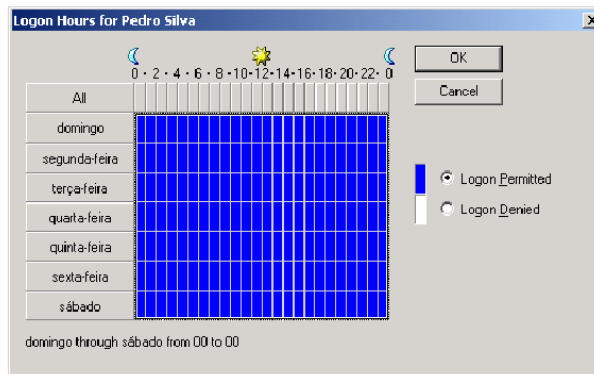 Logon Hours for Pedro Silva
OK
0 · 2 · 4 · 6 · 8 · 10 · 12 · 14 · 16 · 18 · 20 · 22 · 0
Cancel
All
domingo
segunda-feira
terça-feira
Logon Permitted
quarta-feira
Logon Denied
quinta-feira
sexta-feira
sábado
domingo through sábado from 00 to 00